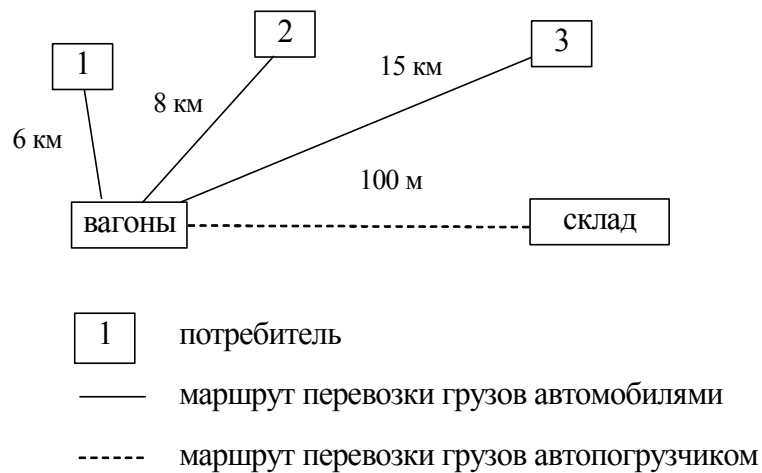 1
2
3
6 км
8 км
15 км
100 м
вагоны
склад
1 потребитель
маршрут перевозки грузов автомобилями
маршрут перевозки грузов автопогрузчиком